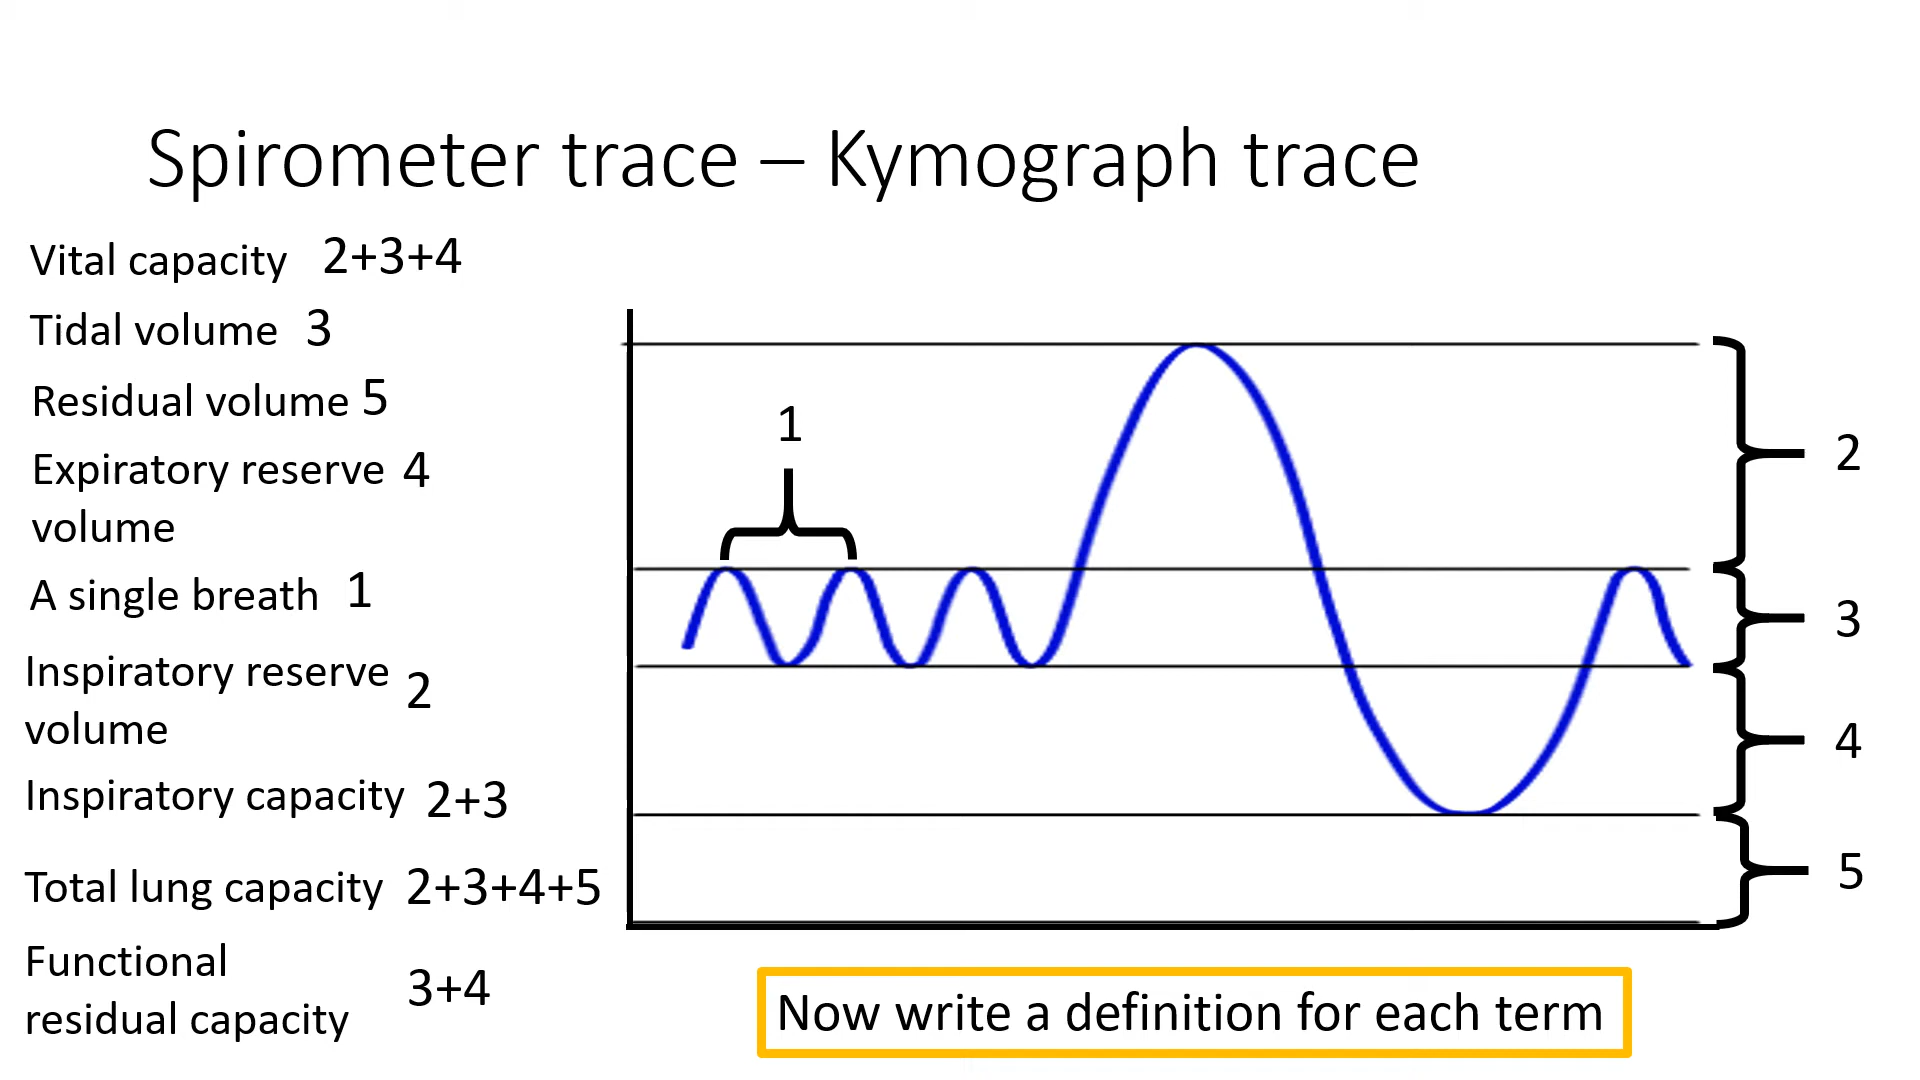 Spirometer trace – Kymograph trace
Vital capacity 2+3+4
Tidal volume 3
Residual volume 5
Expiratory reserve 4
volume
A single breath 1
Inspiratory reserve
volume 2
Inspiratory capacity 2+3
Total lung capacity 2+3+4+5
Functional
residual capacity 3+4
1
2
3
4
5
Now write a definition for each term